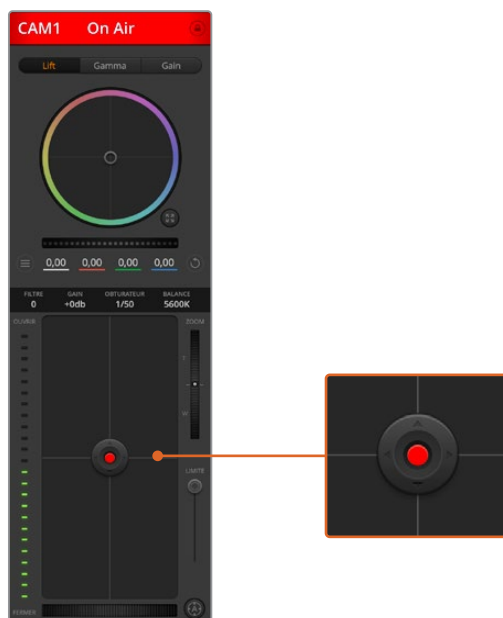 CAM1 On Air
Lift Gamma Gain
0,00 0,00 0,00 0,00
FILTRE GAIN OBTURATEUR BALANCE
0 +0db 1/50 5600K
OUVRIR ZOOM
T
W
LIMITE
FERMER